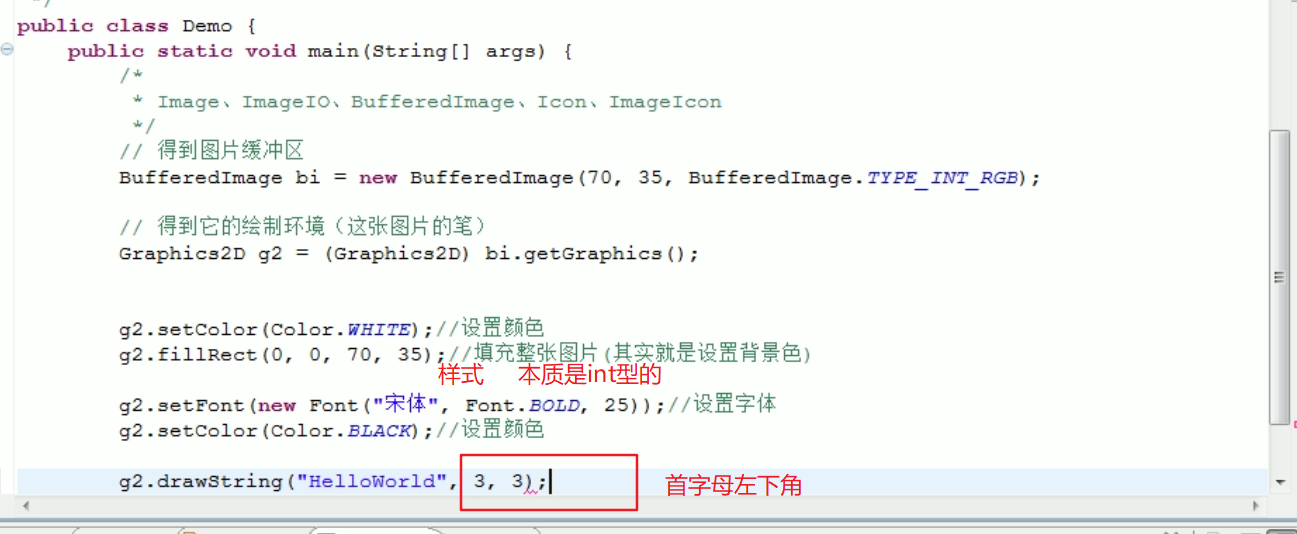 */
public class Demo {
public static void main(String[] args) {
/*
* Image、ImageIO、BufferedImage、Icon、ImageIcon
*/
// 得到图片缓冲区
BufferedImage bi = new BufferedImage(70, 35, BufferedImage.TYPE_INT_RGB);
// 得到它的绘制环境（这张图片的笔）
Graphics2D g2 = (Graphics2D) bi.getGraphics();
g2.setColor(Color.WHITE);//设置颜色
g2.fillRect(0, 0, 70, 35);//填充整张图片(其实就是设置背景色)
样式 本质是int型的
g2.setFont(new Font("宋体", Font.BOLD, 25));//设置字体
g2.setColor(Color.BLACK);//设置颜色
g2.drawString("HelloWorld", 3, 3); 首字母左下角